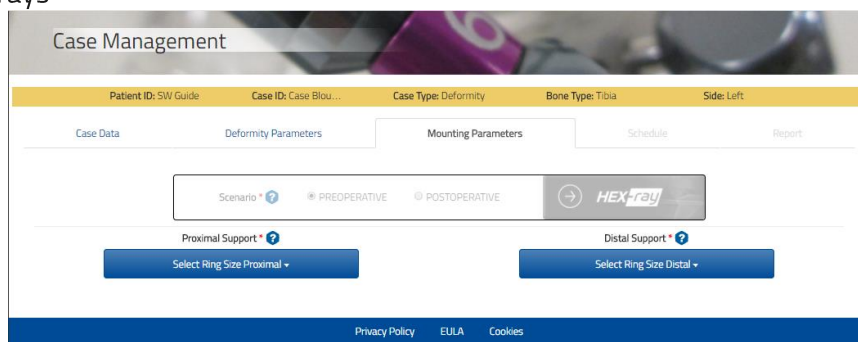 Case Management
6
Patient ID: SW Guide Case ID: Case Blou... Case Type: Deformity Bone Type: Tibia Side: Left
Case Data Deformity Parameters Mounting Parameters Schedule Report
Scenario * ? PREOPERATIVE POSTOPERATIVE HEX-ray
Proximal Support * ? Distal Support * ?
Select Ring Size Proximal Select Ring Size Distal
Privacy Policy EULA Cookies